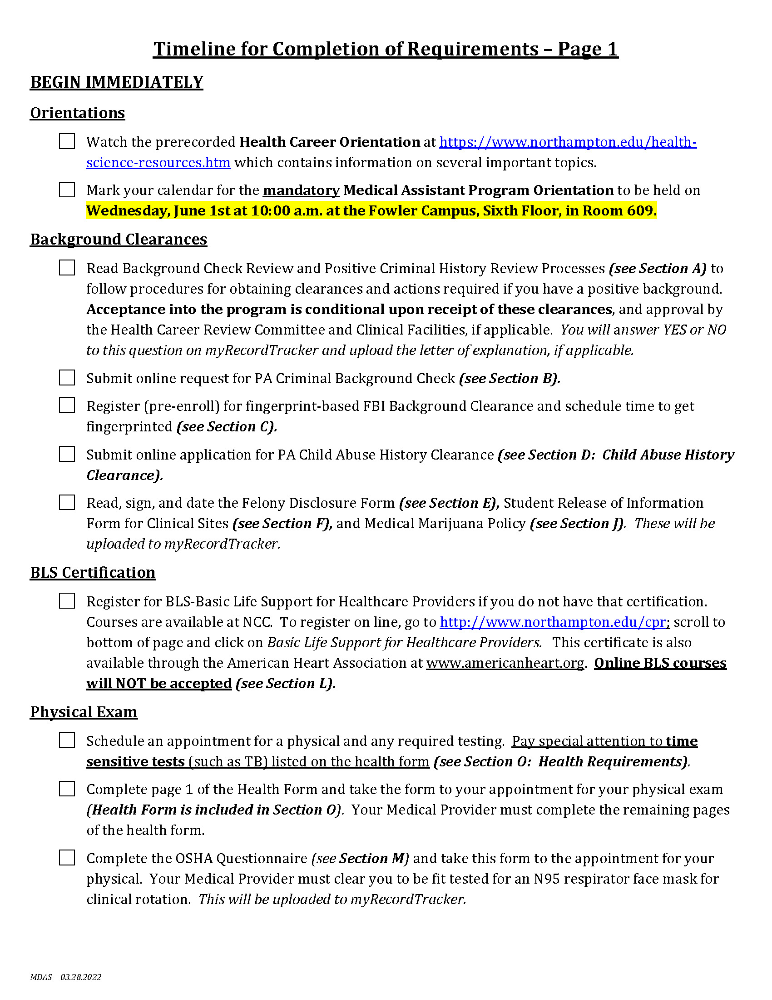 Timeline for Completion of Requirements – Page 1
BEGIN IMMEDIATELY
Orientations
Watch the prerecorded Health Career Orientation at https://www.northampton.edu/health-
science-resources.htm which contains information on several important topics.
Mark your calendar for the mandatory Medical Assistant Program Orientation to be held on
Wednesday, June 1st at 10:00 a.m. at the Fowler Campus, Sixth Floor, in Room 609.
Background Clearances
Read Background Check Review and Positive Criminal History Review Processes (see Section A) to
follow procedures for obtaining clearances and actions required if you have a positive background.
Acceptance into the program is conditional upon receipt of these clearances, and approval by
the Health Career Review Committee and Clinical Facilities, if applicable.  You will answer YES or NO
to this question on myRecordTracker and upload the letter of explanation, if applicable.
Submit online request for PA Criminal Background Check (see Section B).
Register (pre-enroll) for fingerprint-based FBI Background Clearance and schedule time to get
fingerprinted (see Section C).
Submit online application for PA Child Abuse History Clearance (see Section D:  Child Abuse History
Clearance).
Read, sign, and date the Felony Disclosure Form (see Section E), Student Release of Information
Form for Clinical Sites (see Section F), and Medical Marijuana Policy (see Section J).  These will be
uploaded to myRecordTracker.
BLS Certification
Register for BLS-Basic Life Support for Healthcare Providers if you do not have that certification.
Courses are available at NCC.  To register on line, go to http://www.northampton.edu/cpr; scroll to
bottom of page and click on Basic Life Support for Healthcare Providers.   This certificate is also
available through the American Heart Association at www.americanheart.org.  Online BLS courses
will NOT be accepted (see Section L).
Physical Exam
Schedule an appointment for a physical and any required testing.  Pay special attention to time
sensitive tests (such as TB) listed on the health form (see Section O:  Health Requirements).
Complete page 1 of the Health Form and take the form to your appointment for your physical exam
(Health Form is included in Section O).  Your Medical Provider must complete the remaining pages
of the health form.
Complete the OSHA Questionnaire (see Section M) and take this form to the appointment for your
physical.  Your Medical Provider must clear you to be fit tested for an N95 respirator face mask for
clinical rotation.  This will be uploaded to myRecordTracker.
MDAS – 03.28.2022